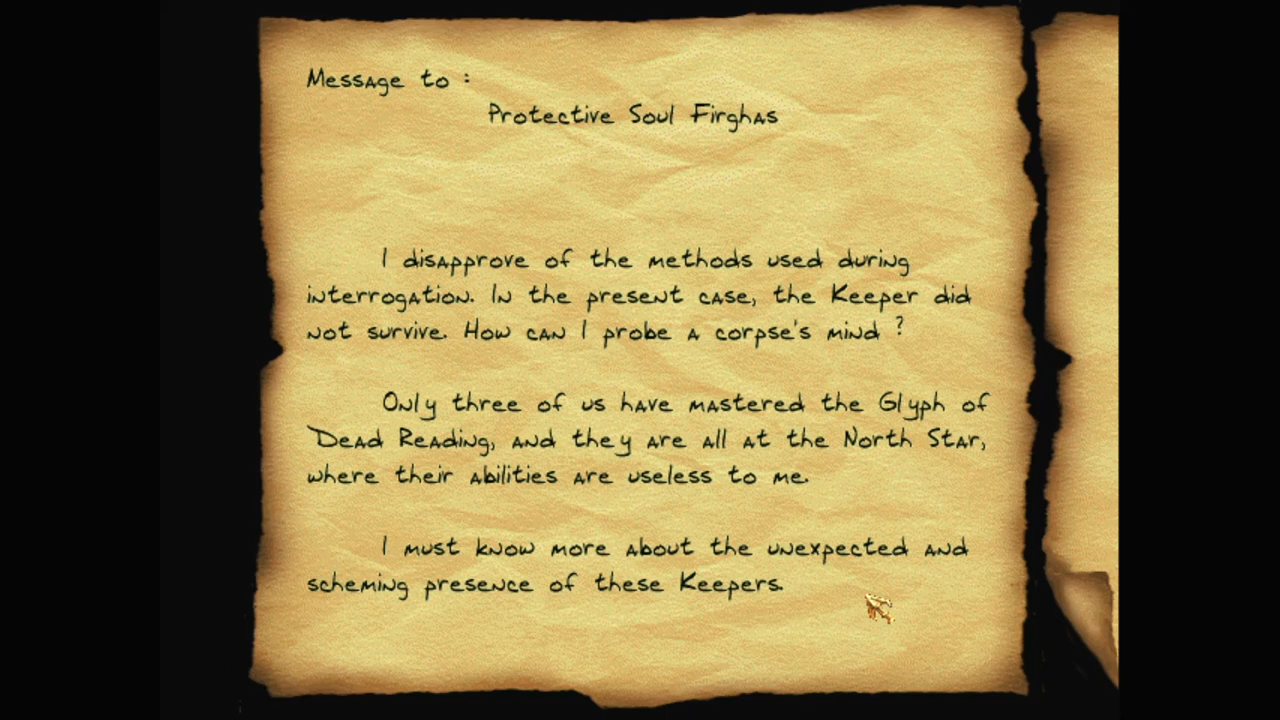 Message to :
Protective Soul Firghas
I disapprove of the methods used during
interrogation. In the present case, the Keeper did
not survive. How can I probe a corpse's mind ?
Only three of us have mastered the Glyph of
Dead Reading, and they are all at the North Star,
where their abilities are useless to me.
I must know more about the unexpected and
scheming presence of these Keepers.